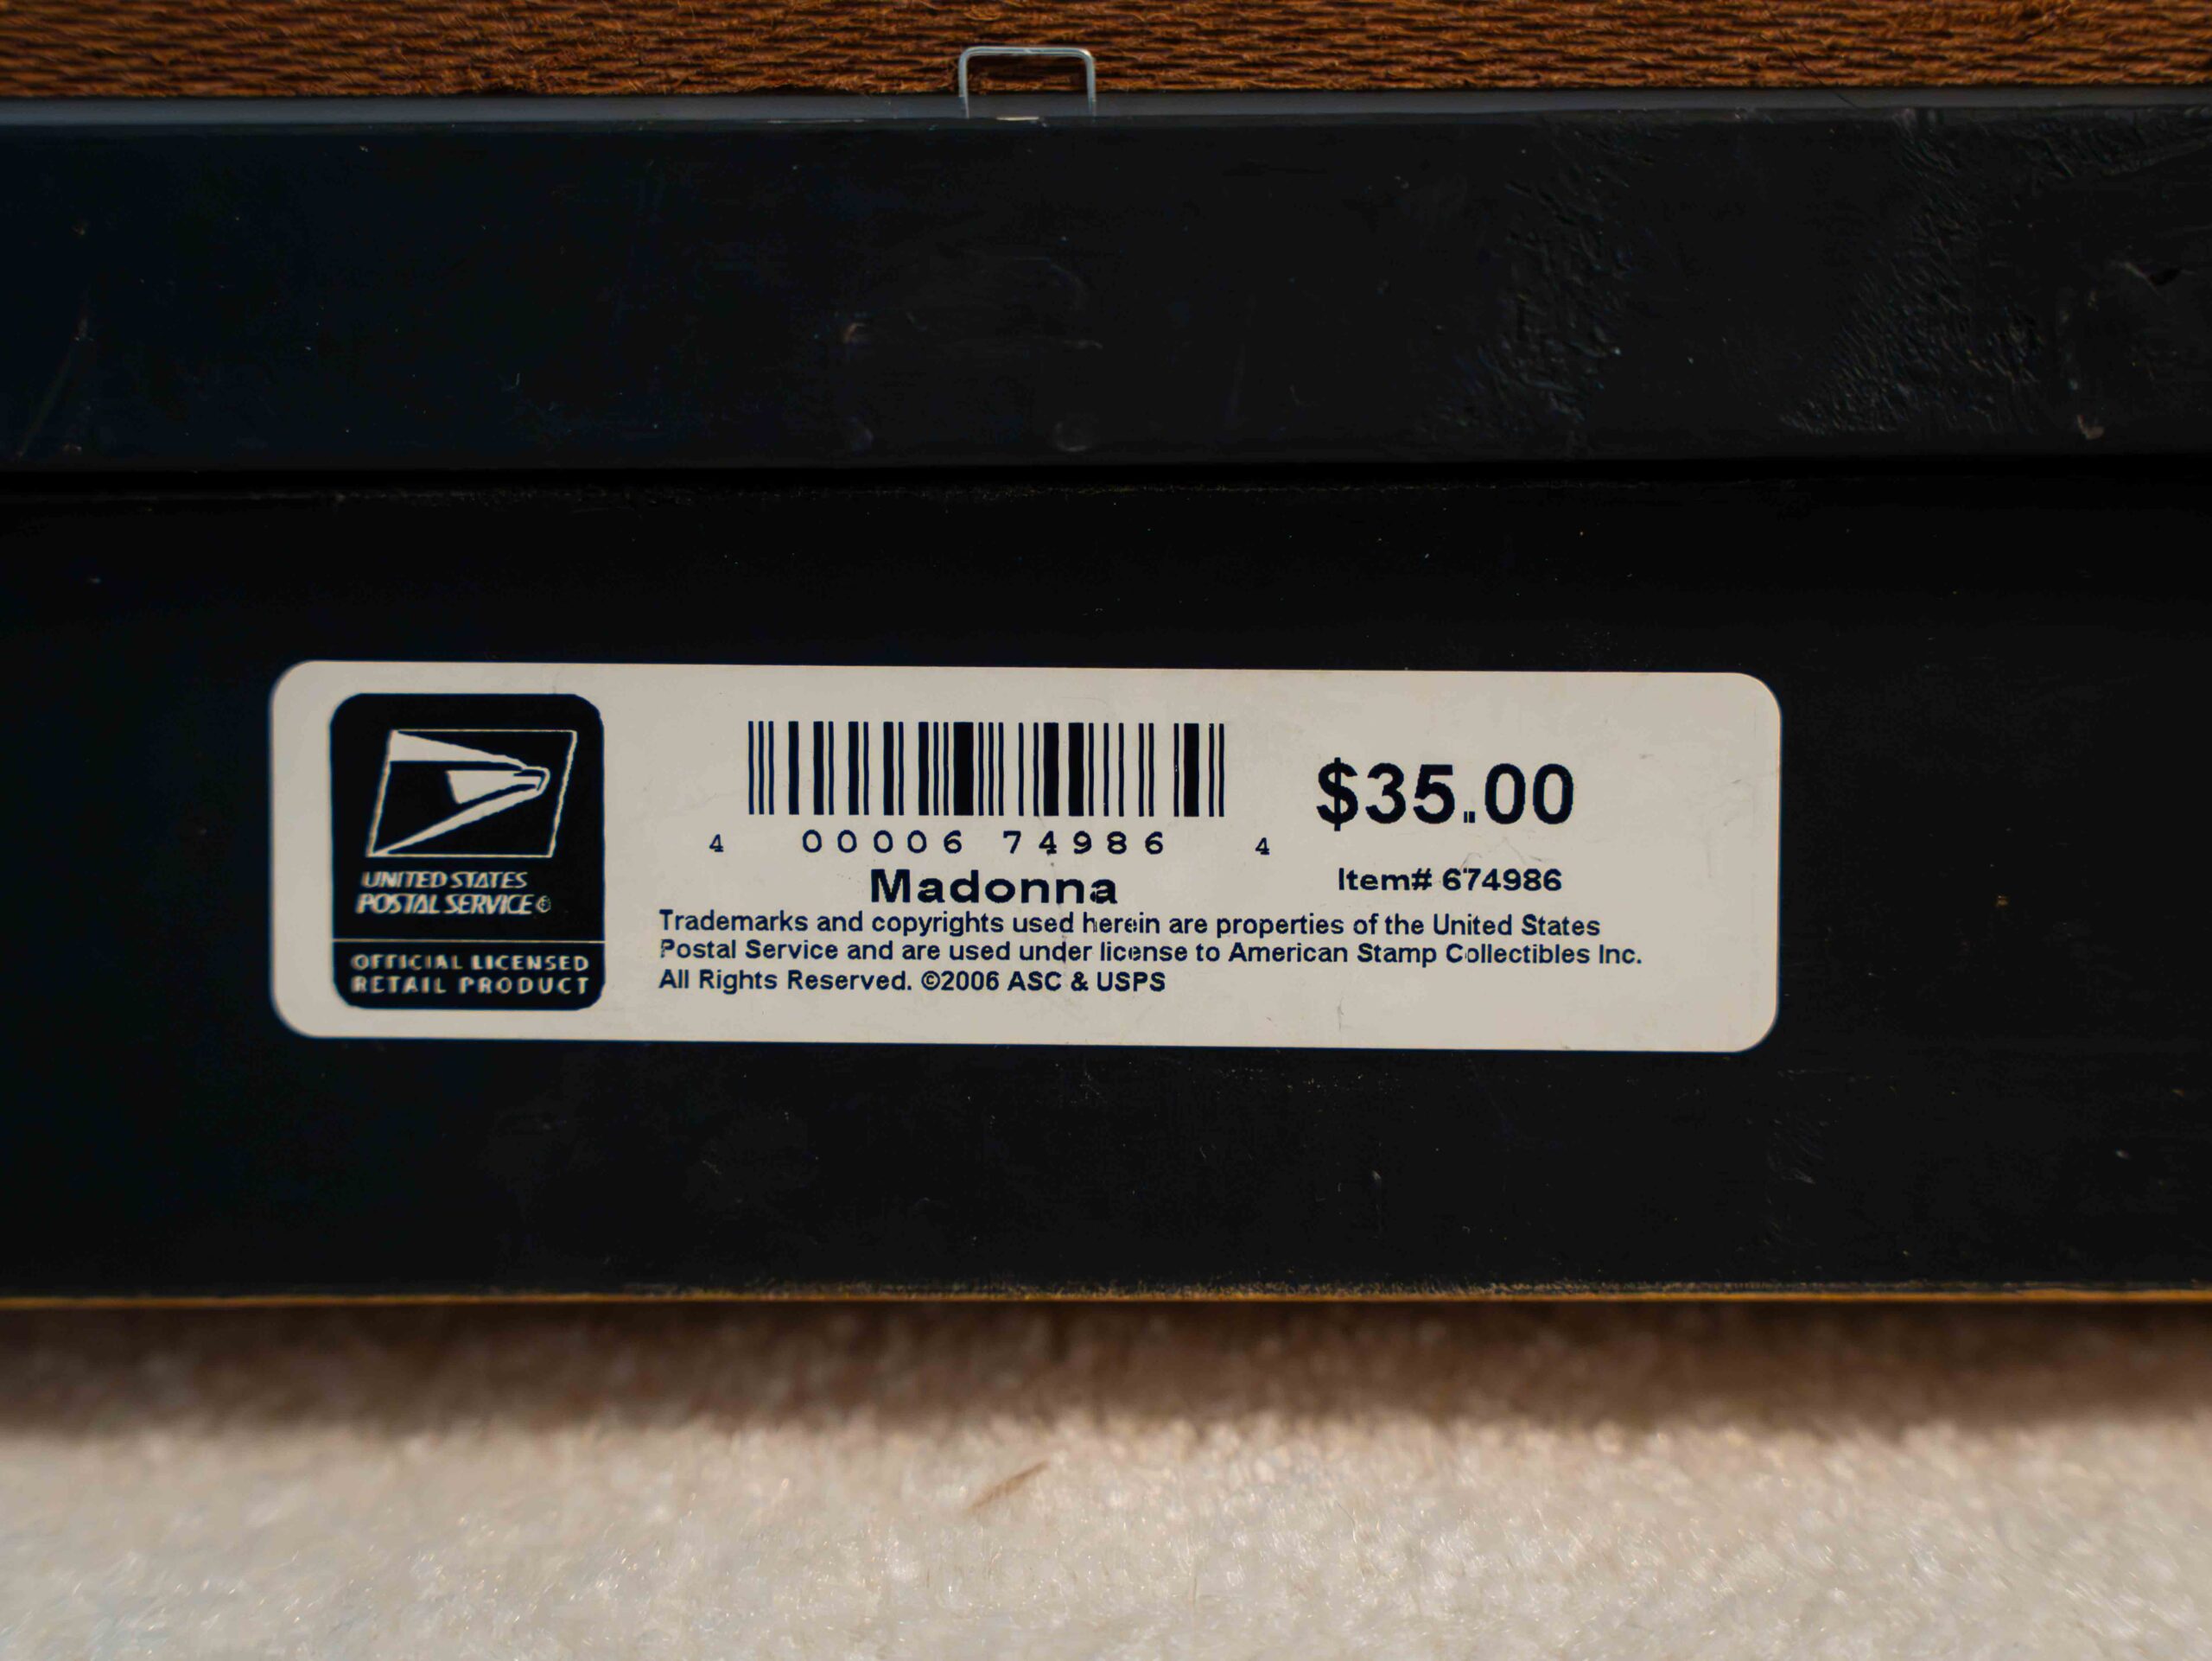 UNITED STATES
POSTAL SERVICE®
OFFICIAL LICENSED
RETAIL PRODUCT
4 00006 74986 4
$35.00
Madonna
Item# 674986
Trademarks and copyrights used herein are properties of the United States
Postal Service and are used under license to American Stamp Collectibles Inc.
All Rights Reserved. ©2006 ASC & USPS